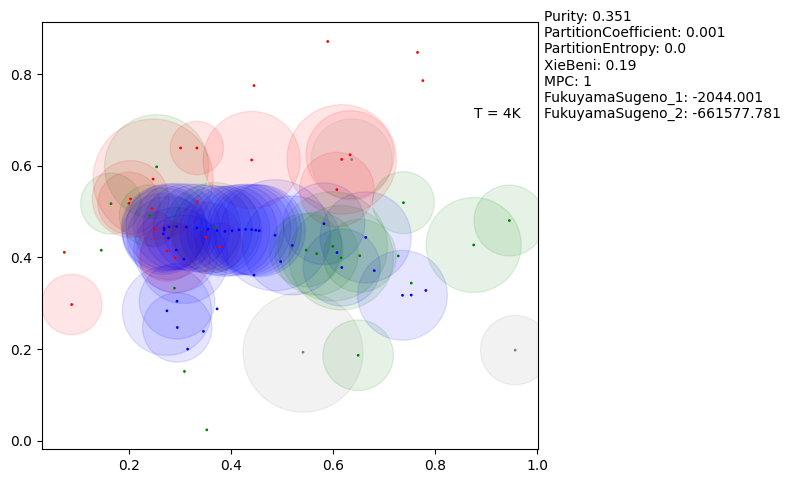 Purity: 0.351
PartitionCoefficient: 0.001
PartitionEntropy: 0.0
XieBeni: 0.19
MPC: 1
FukuyamaSugeno_1: -2044.001
FukuyamaSugeno_2: -661577.781
T = 4K
0.8
0.6
0.4
0.2
0.0
0.2 0.4 0.6 0.8 1.0